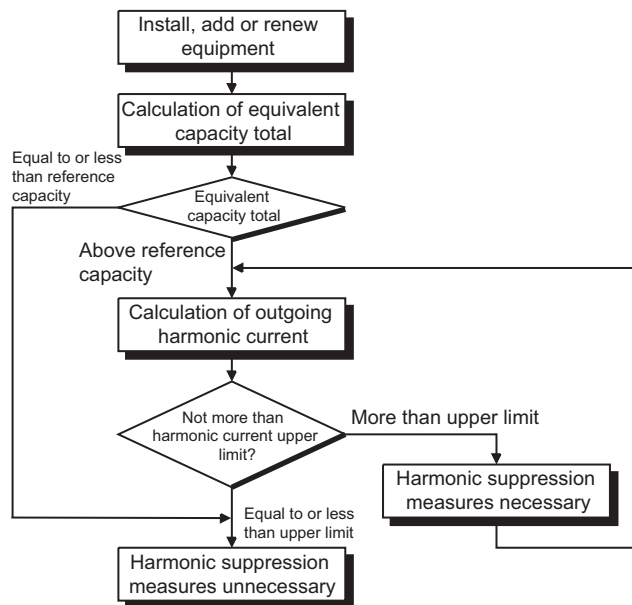 Install, add or renew
equipment
Calculation of equivalent
capacity total
Equal to or less
than reference
capacity
Equivalent
capacity total
Above reference
capacity
Calculation of outgoing
harmonic current
Not more than
harmonic current upper
limit?
More than upper limit
Harmonic suppression
measures necessary
Equal to or less
than upper limit
Harmonic suppression
measures unnecessary